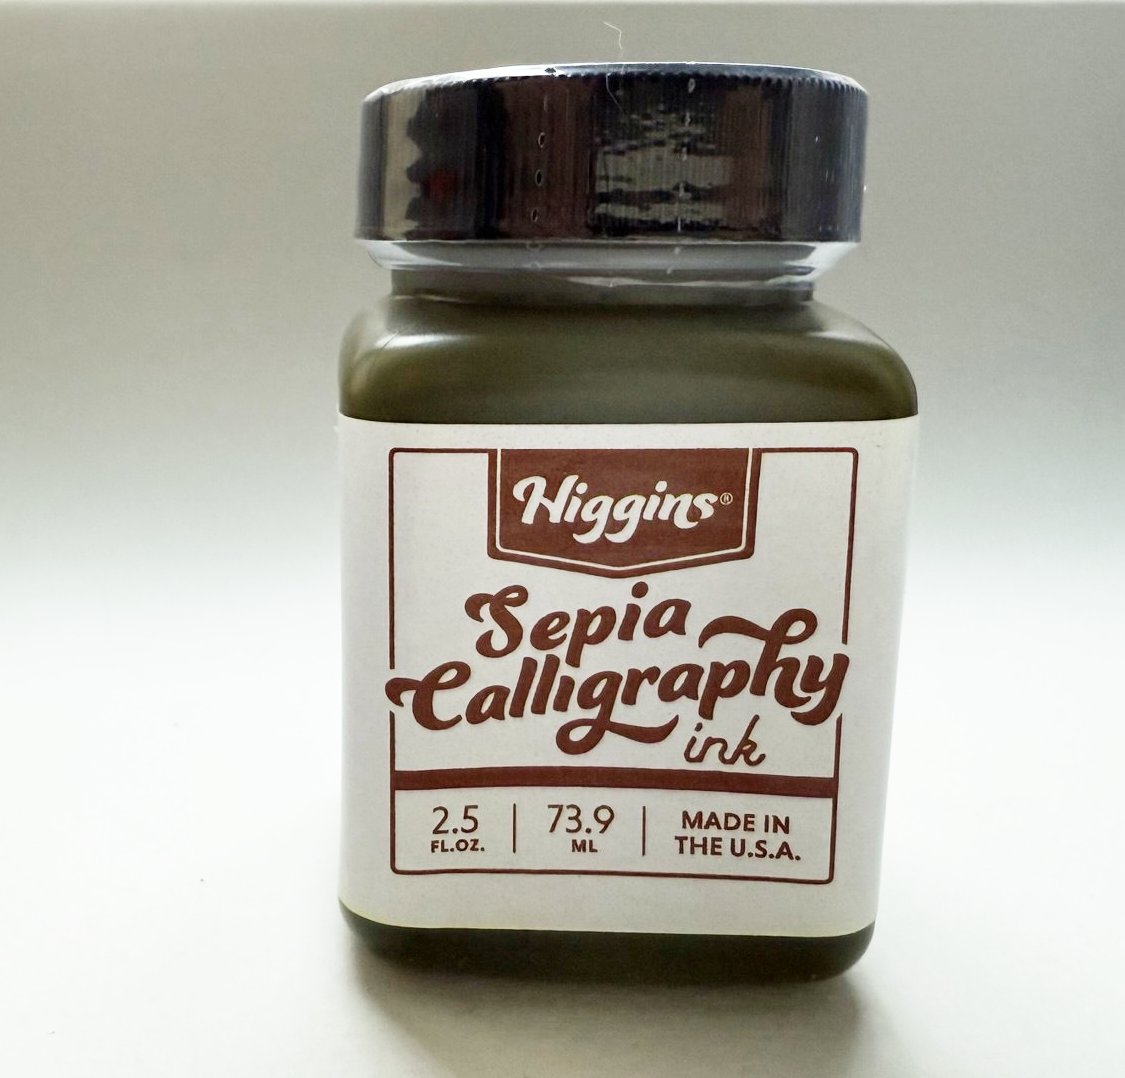 Higgins®
Sepia
Calligraphy
ink
2.5 FL.OZ. | 73.9 ML | MADE IN THE U.S.A.